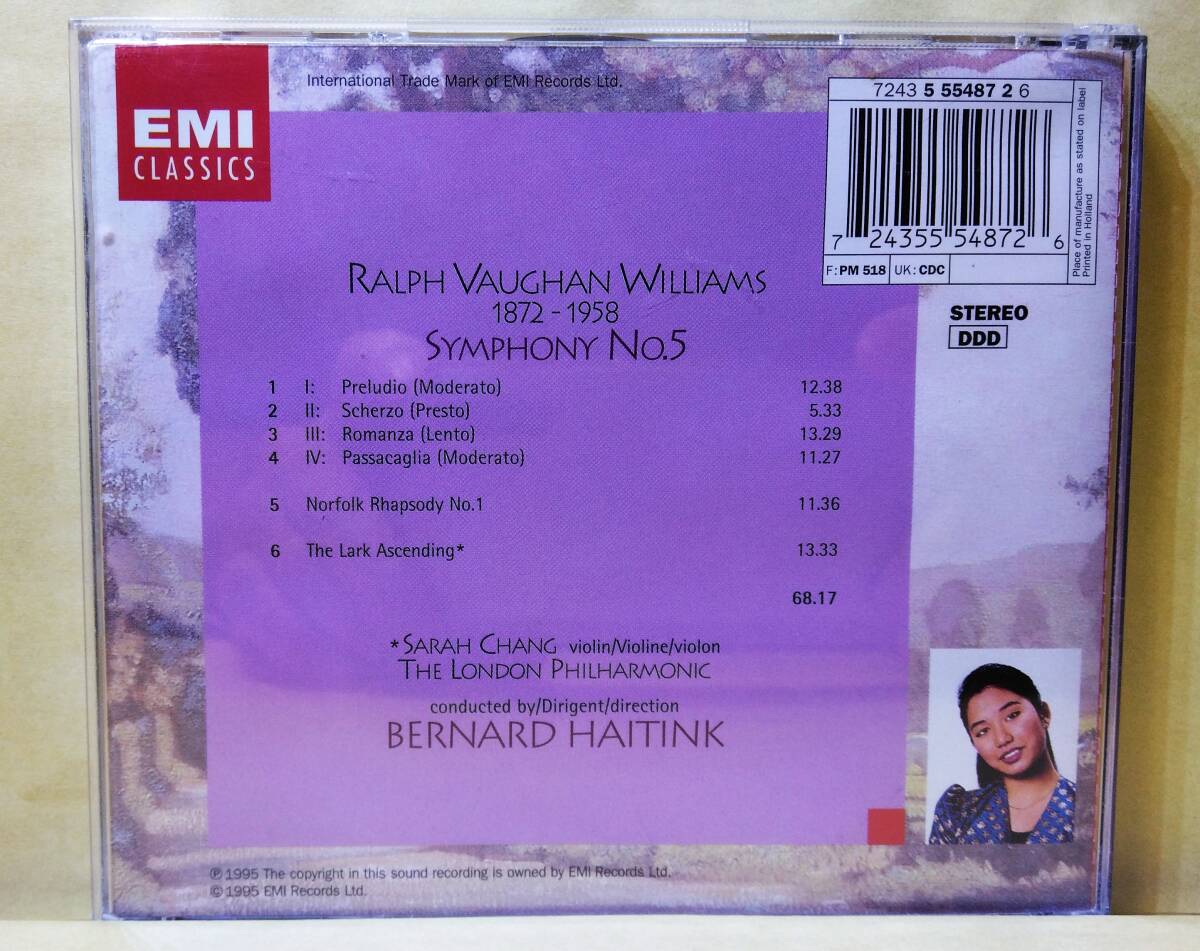 EMI
CLASSICS
International Trade Mark of EMI Records Ltd.
7243 5 55487 2 6
7 24355 54872 6
F: PM 518 UK: CDC
Place of manufacture as stated on label
Printed in Holland
STEREO
DDD
RALPH VAUGHAN WILLIAMS
1872 - 1958
SYMPHONY NO.5
1 I: Preludio (Moderato) 12.38
2 II: Scherzo (Presto) 5.33
3 III: Romanza (Lento) 13.29
4 IV: Passacaglia (Moderato) 11.27
5 Norfolk Rhapsody No.1 11.36
6 The Lark Ascending* 13.33
68.17
*SARAH CHANG violin/Violine/violon
THE LONDON PHILHARMONIC
conducted by/Dirigent/direction
BERNARD HAITINK
℗ 1995 The copyright in this sound recording is owned by EMI Records Ltd.
© 1995 EMI Records Ltd.